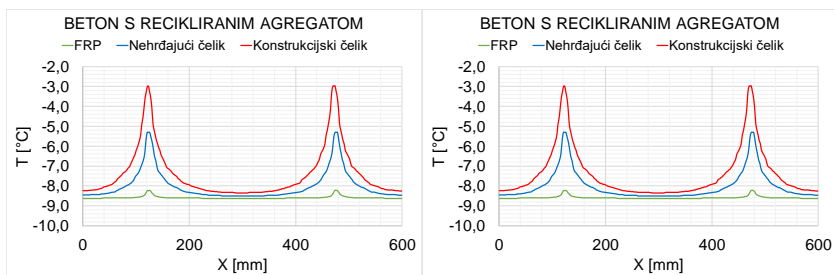 BETON S RECIKLIRANIM AGREGATOM
FRP Nehrđajući čelik Konstrukcijski čelik
-2,0
-3,0
-4,0
-5,0
-6,0
-7,0
-8,0
-9,0
-10,0
T [°C]
0 200 400 600
X [mm]
BETON S RECIKLIRANIM AGREGATOM
FRP Nehrđajući čelik Konstrukcijski čelik
-2,0
-3,0
-4,0
-5,0
-6,0
-7,0
-8,0
-9,0
-10,0
T [°C]
0 200 400 600
X [mm]